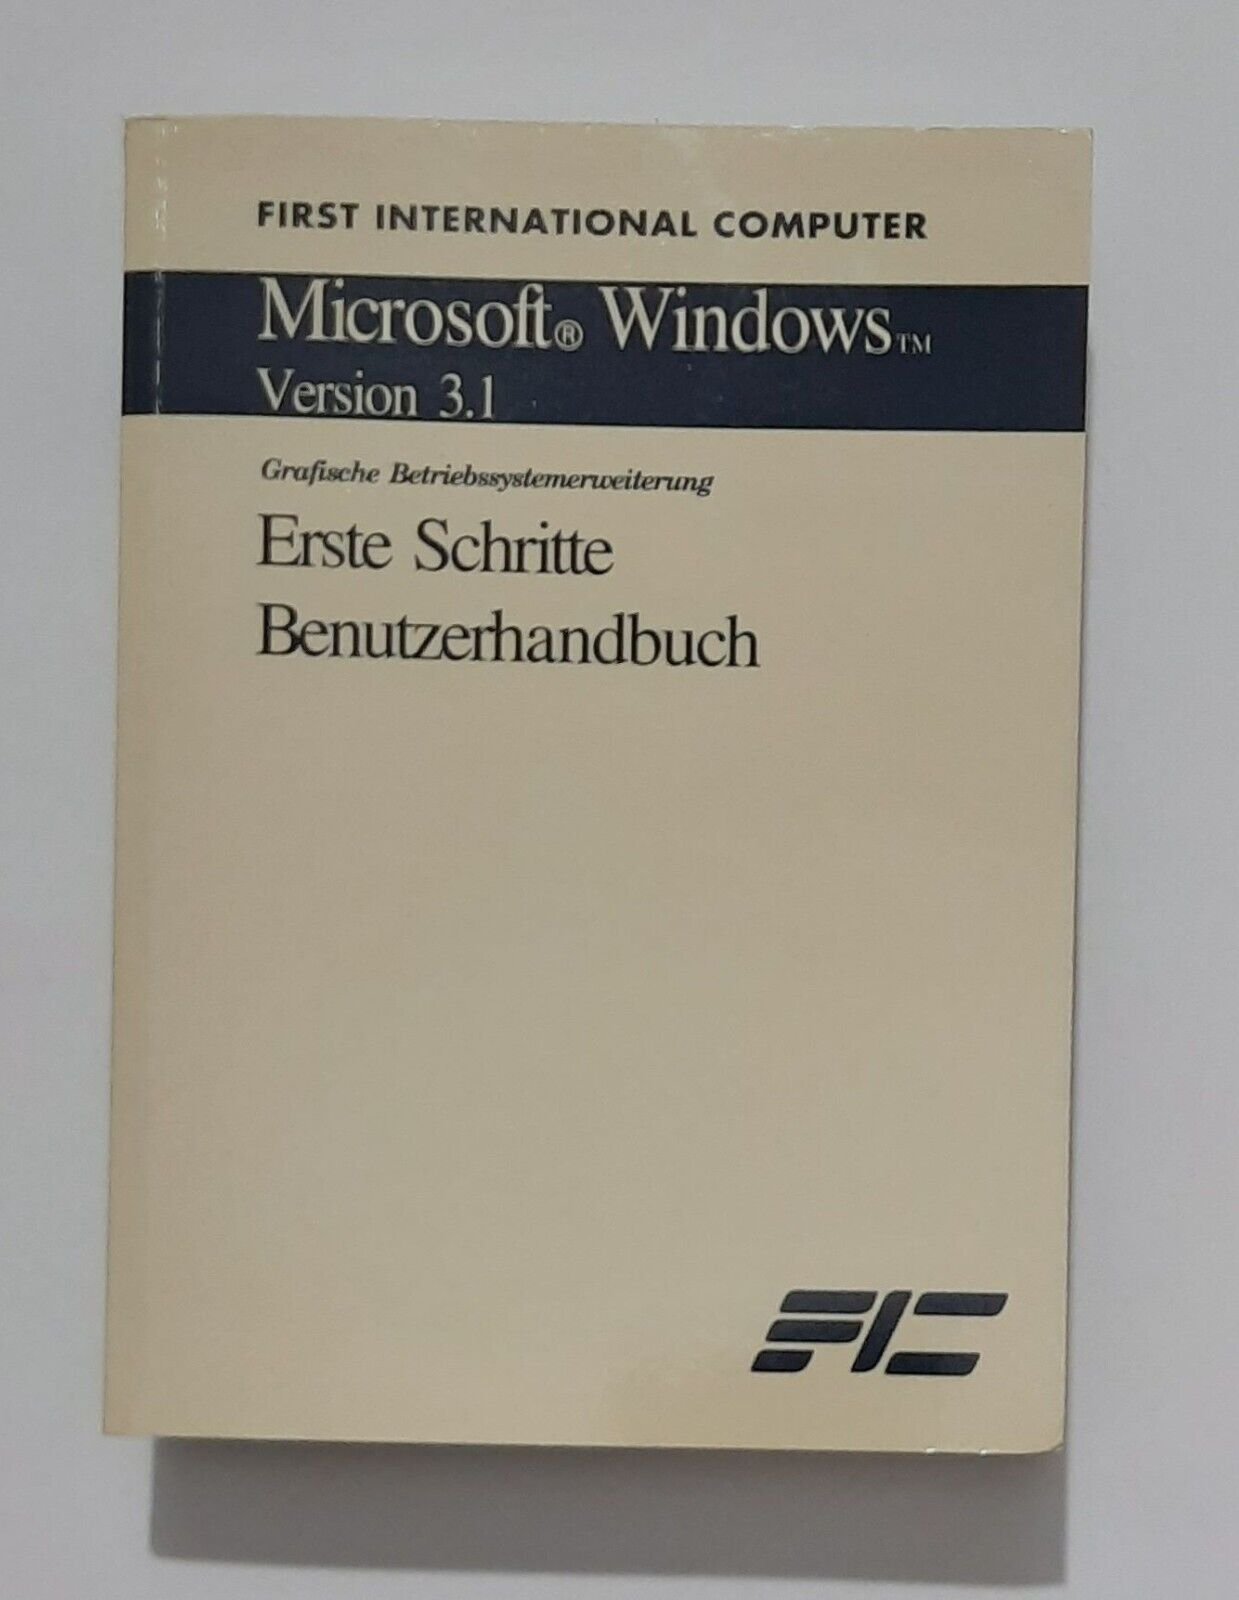 FIRST INTERNATIONAL COMPUTER
Microsoft® Windows™
Version 3.1
Grafische Betriebssystemerweiterung
Erste Schritte
Benutzerhandbuch
FIC